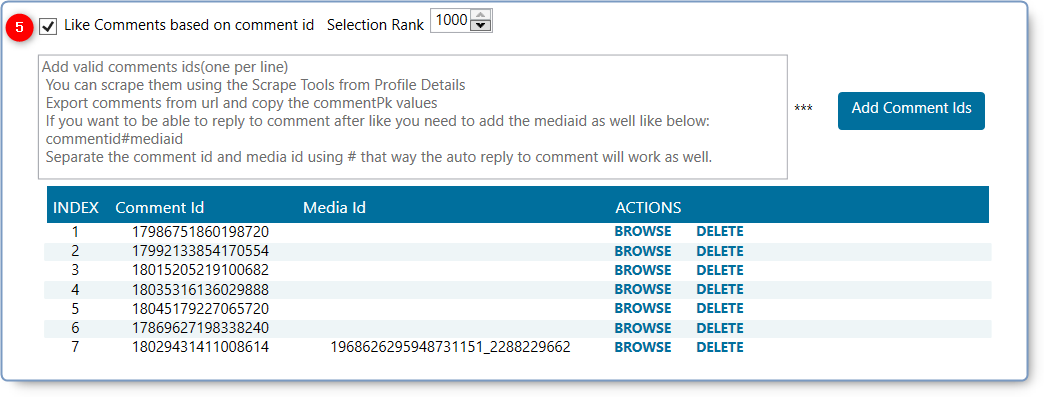 5 Like Comments based on comment id Selection Rank 1000
Add valid comments ids(one per line)
You can scrape them using the Scrape Tools from Profile Details
Export comments from url and copy the commentPk values
If you want to be able to reply to comment after like you need to add the mediaid as well like below:
commentid#mediaid
Separate the comment id and media id using # that way the auto reply to comment will work as well.
*** Add Comment Ids
INDEX Comment Id Media Id ACTIONS
1 17986751860198720 BROWSE DELETE
2 17992133854170554 BROWSE DELETE
3 18015205219100682 BROWSE DELETE
4 18035316136029888 BROWSE DELETE
5 18045179227065720 BROWSE DELETE
6 17869627198338240 BROWSE DELETE
7 18029431411008614 1968626295948731151_2288229662 BROWSE DELETE